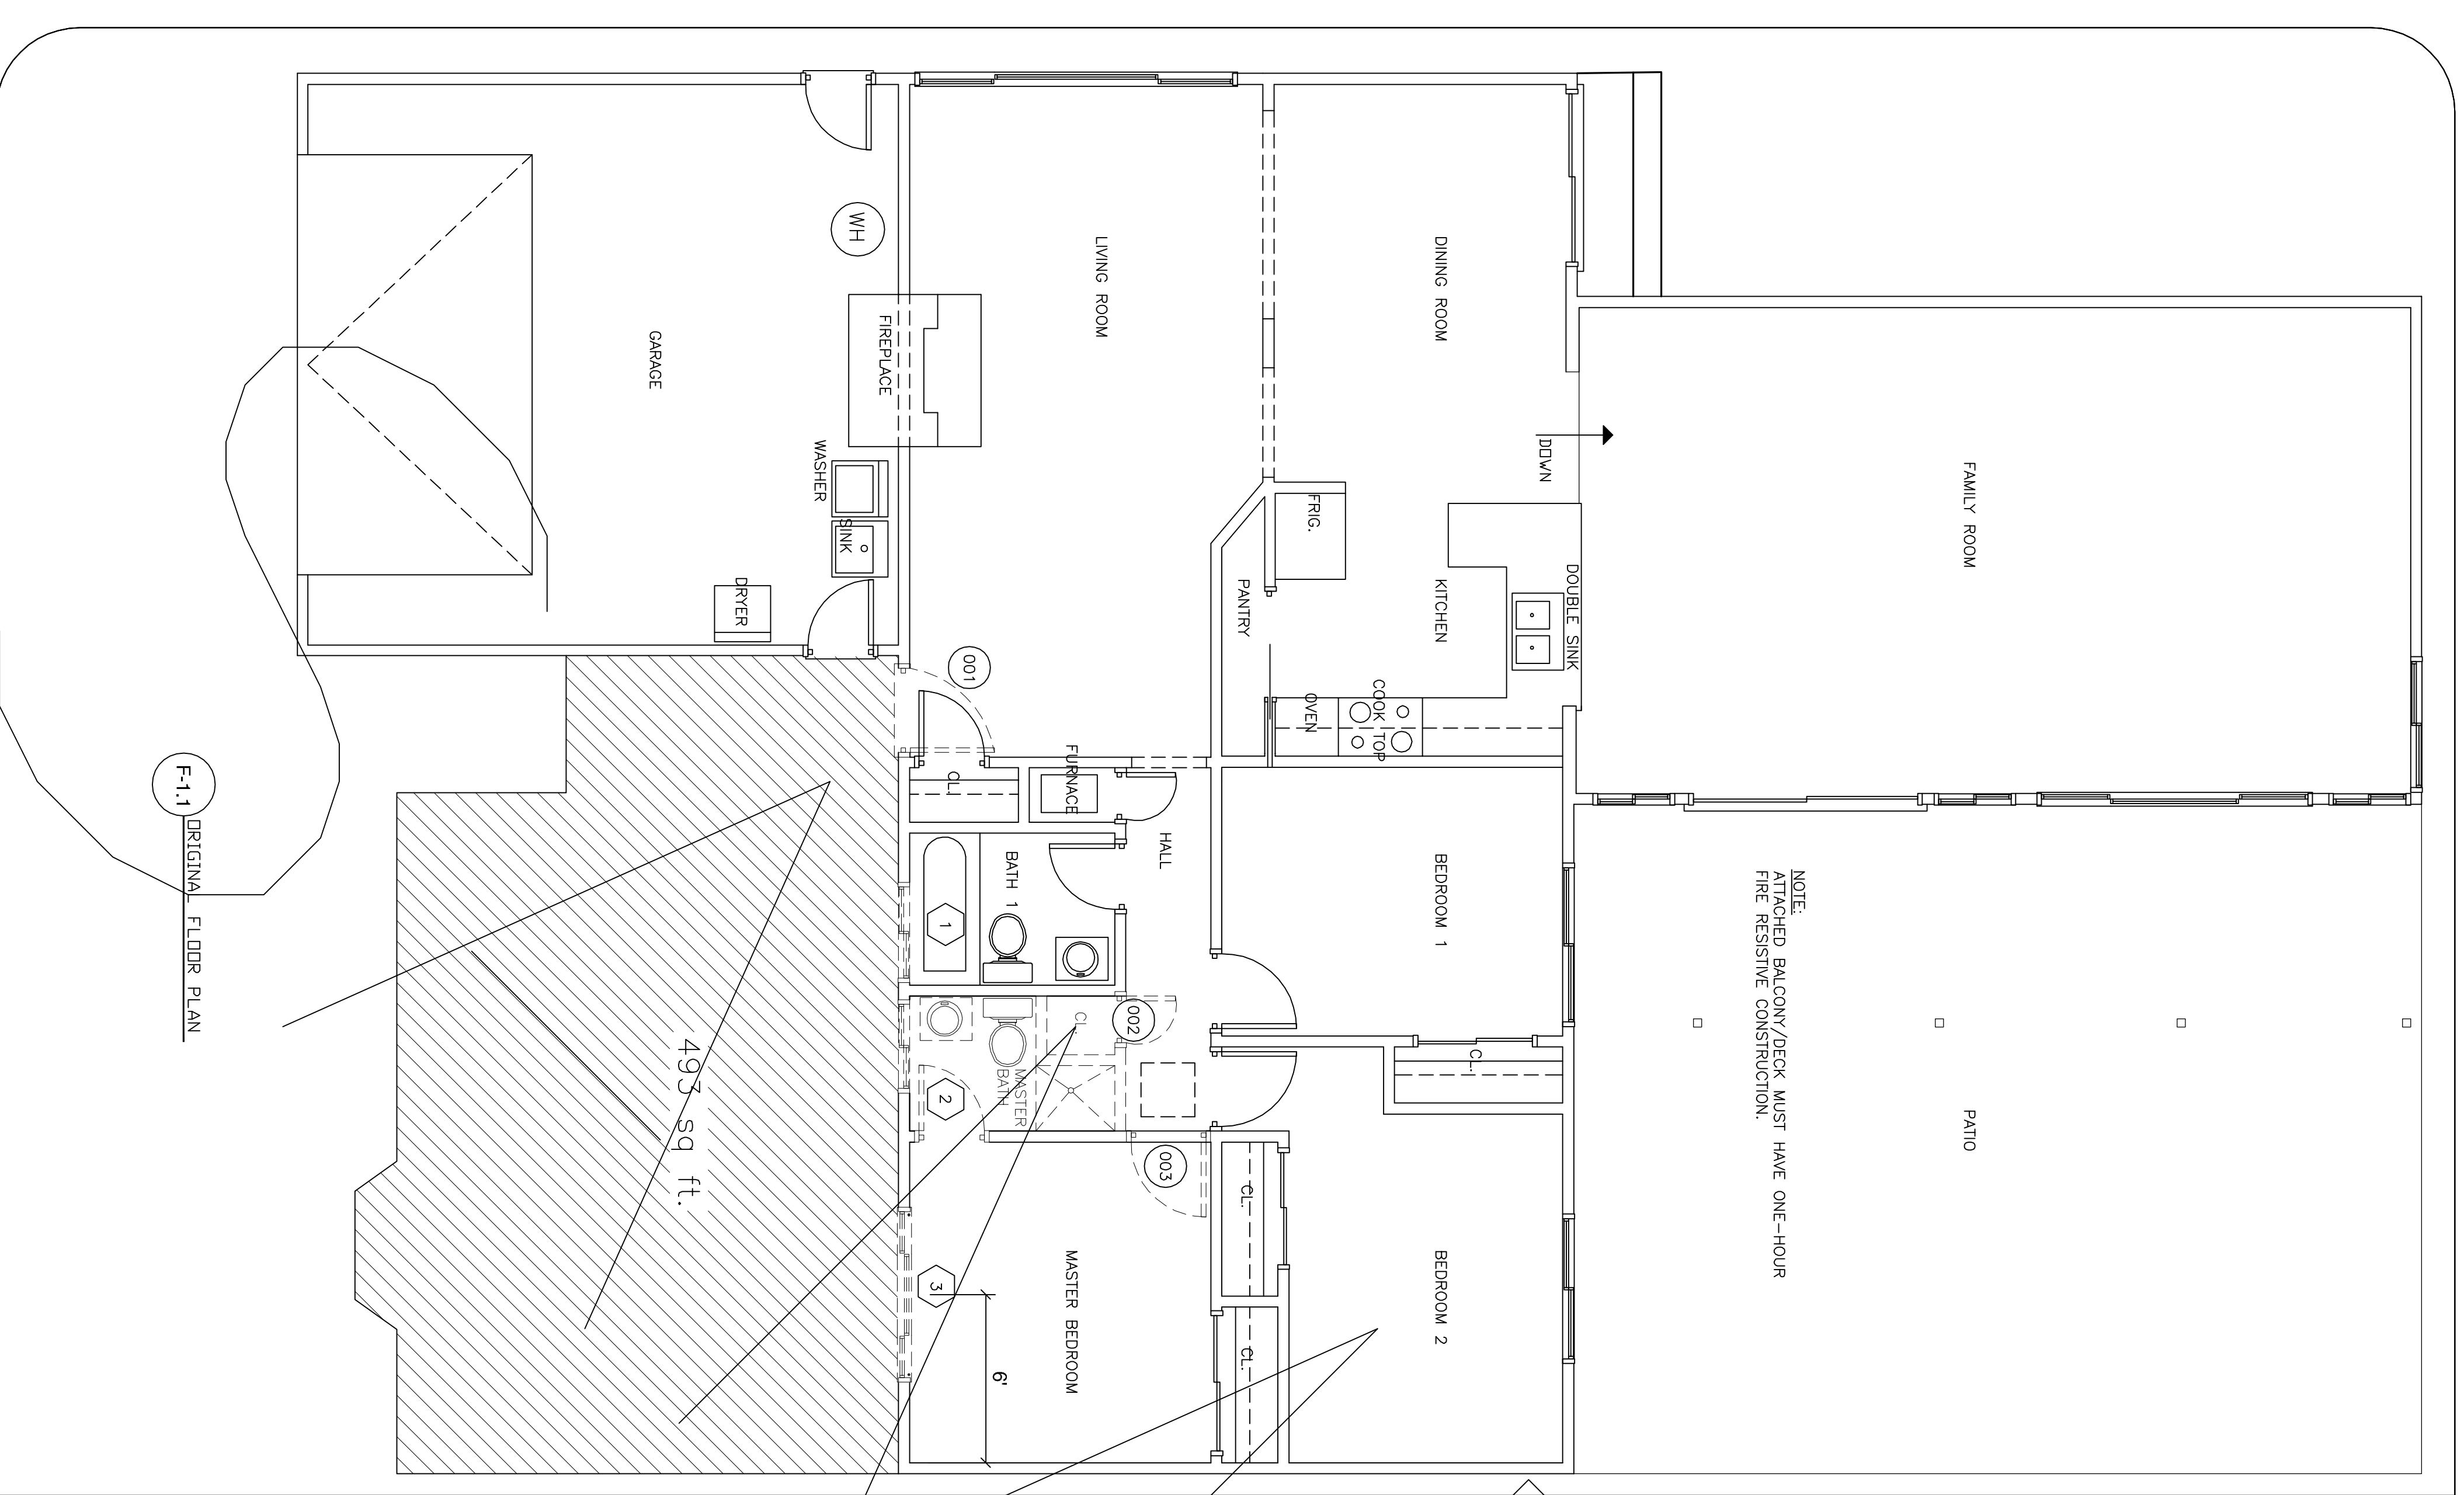 WH
LIVING ROOM
DINING ROOM
GARAGE
FIREPLACE
WASHER
SINK
DRYER
DOWN
FAMILY ROOM
FRIG.
PANTRY
KITCHEN
DOUBLE SINK
OVEN
COOK TOP
001
CL.
FURNACE
HALL
BATH 1
1
BEDROOM 1
002
CL.
CL.
MASTER
BATH
2
003
CL.
CL.
3
6'
MASTER BEDROOM
BEDROOM 2
NOTE:
ATTACHED BALCONY/DECK MUST HAVE ONE-HOUR
FIRE RESISTIVE CONSTRUCTION.
PATIO
493 sq ft.
F-1.1
ORIGINAL FLOOR PLAN